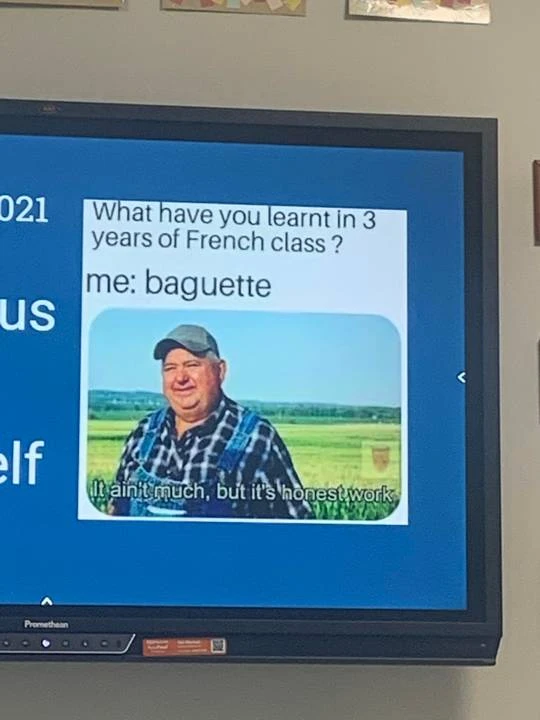 021
What have you learnt in 3
years of French class ?
me: baguette
us
elf
It ain't much, but it's honest work
Promethean